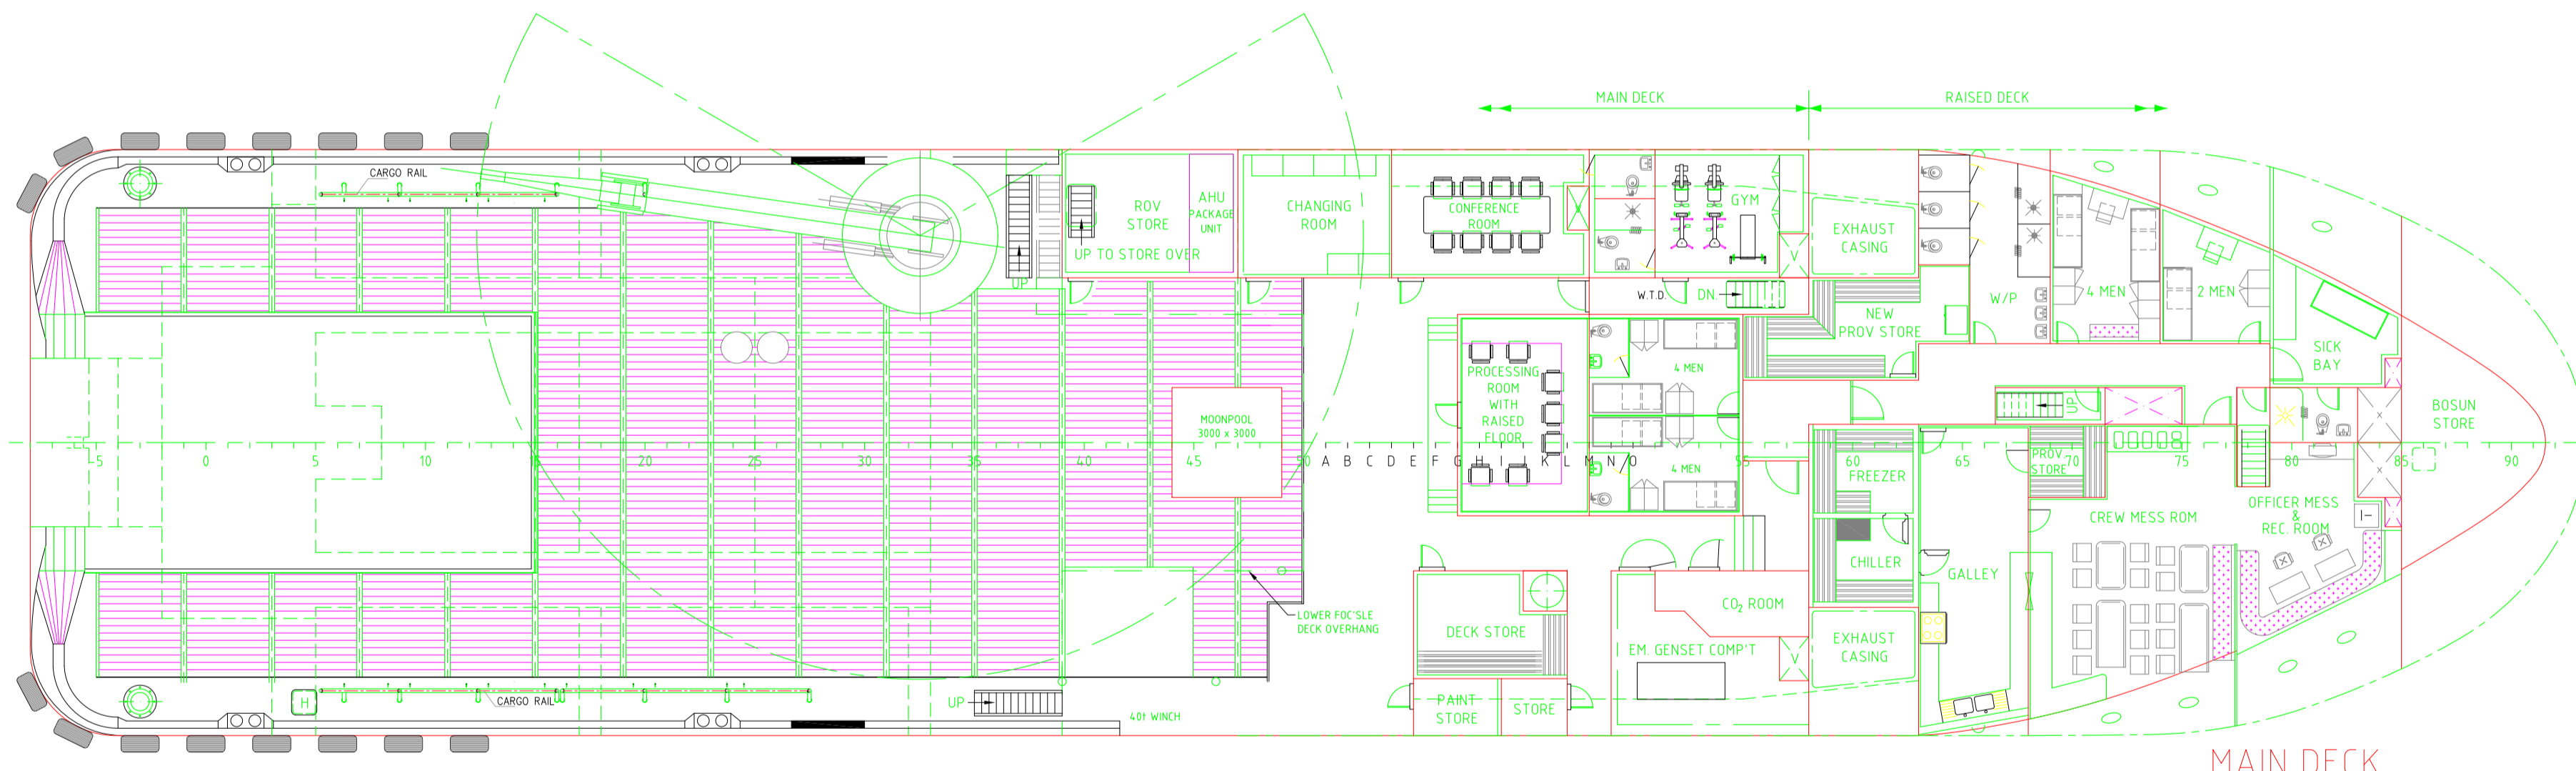 MAIN DECK
RAISED DECK
CARGO RAIL
ROV
STORE
AHU
PACKAGE
UNIT
UP TO STORE OVER
UP
CHANGING
ROOM
CONFERENCE
ROOM
V
GYM
V
EXHAUST
CASING
W.T.D.
DN.
NEW
PROV STORE
W/P
4 MEN
2 MEN
SICK
BAY
PROCESSING
ROOM
WITH
RAISED
FLOOR
4 MEN
4 MEN
MOONPOOL
3000 x 3000
UP
BOSUN
STORE
-5 0 5 10 15 20 25 30 35 40 45 50 A B C D E F G H I J K L M N O 55 60 65 70 75 80 85 90
FREEZER
CHILLER
GALLEY
PROV.
STORE
CREW MESS ROM
OFFICER MESS
&
REC. ROOM
LOWER FOC'SLE
DECK OVERHANG
DECK STORE
CO2 ROOM
EM. GENSET COMP'T
V
EXHAUST
CASING
PAINT
STORE
STORE
H
CARGO RAIL
UP
40t WINCH
MAIN DECK